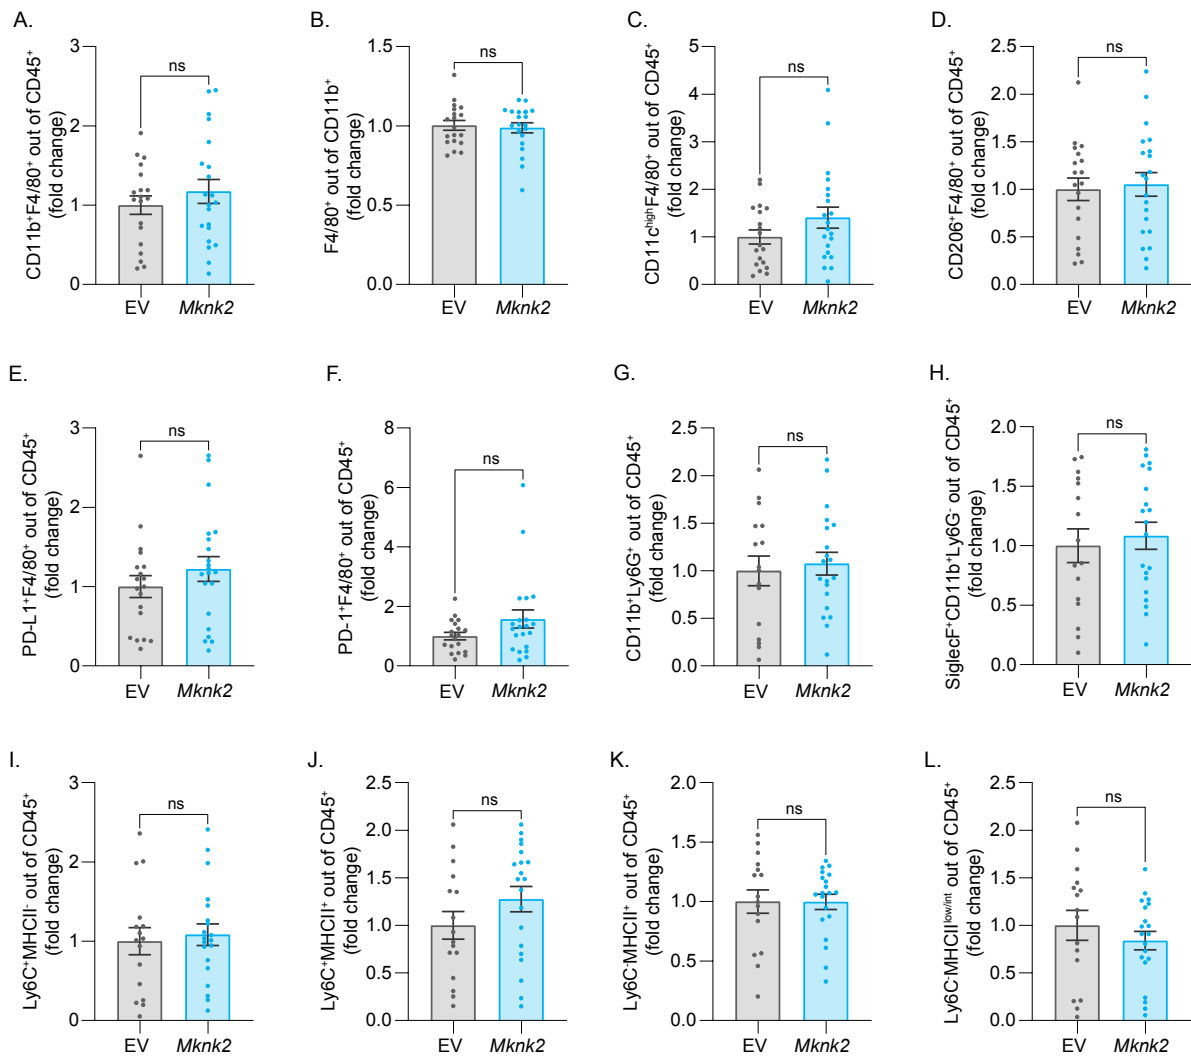 A.
CD11b⁺F4/80⁺ out of CD45⁺
(fold change)
3
2
1
0
ns
EV
Mknk2
B.
F4/80⁺ out of CD11b⁺
(fold change)
1.5
1.0
0.5
0.0
ns
EV
Mknk2
C.
CD11cʰⁱᵍʰF4/80⁺ out of CD45⁺
(fold change)
5
4
3
2
1
0
ns
EV
Mknk2
D.
CD206⁺F4/80⁺ out of CD45⁺
(fold change)
2.5
2.0
1.5
1.0
0.5
0.0
ns
EV
Mknk2
E.
PD-L1⁺F4/80⁺ out of CD45⁺
(fold change)
3
2
1
0
ns
EV
Mknk2
F.
PD-1⁺F4/80⁺ out of CD45⁺
(fold change)
8
6
4
2
0
ns
EV
Mknk2
G.
CD11b⁺Ly6G⁺ out of CD45⁺
(fold change)
2.5
2.0
1.5
1.0
0.5
0.0
ns
EV
Mknk2
H.
SiglecF⁺CD11b⁺Ly6G⁻ out of CD45⁺
(fold change)
2.0
1.5
1.0
0.5
0.0
ns
EV
Mknk2
I.
Ly6C⁺MHCII⁻ out of CD45⁺
(fold change)
3
2
1
0
ns
EV
Mknk2
J.
Ly6C⁺MHCII⁺ out of CD45⁺
(fold change)
2.5
2.0
1.5
1.0
0.5
0.0
ns
EV
Mknk2
K.
Ly6C⁻MHCII⁺ out of CD45⁺
(fold change)
2.0
1.5
1.0
0.5
0.0
ns
EV
Mknk2
L.
Ly6C⁻MHCIIˡᵒʷ/ⁱⁿᵗ out of CD45⁺
(fold change)
2.5
2.0
1.5
1.0
0.5
0.0
ns
EV
Mknk2